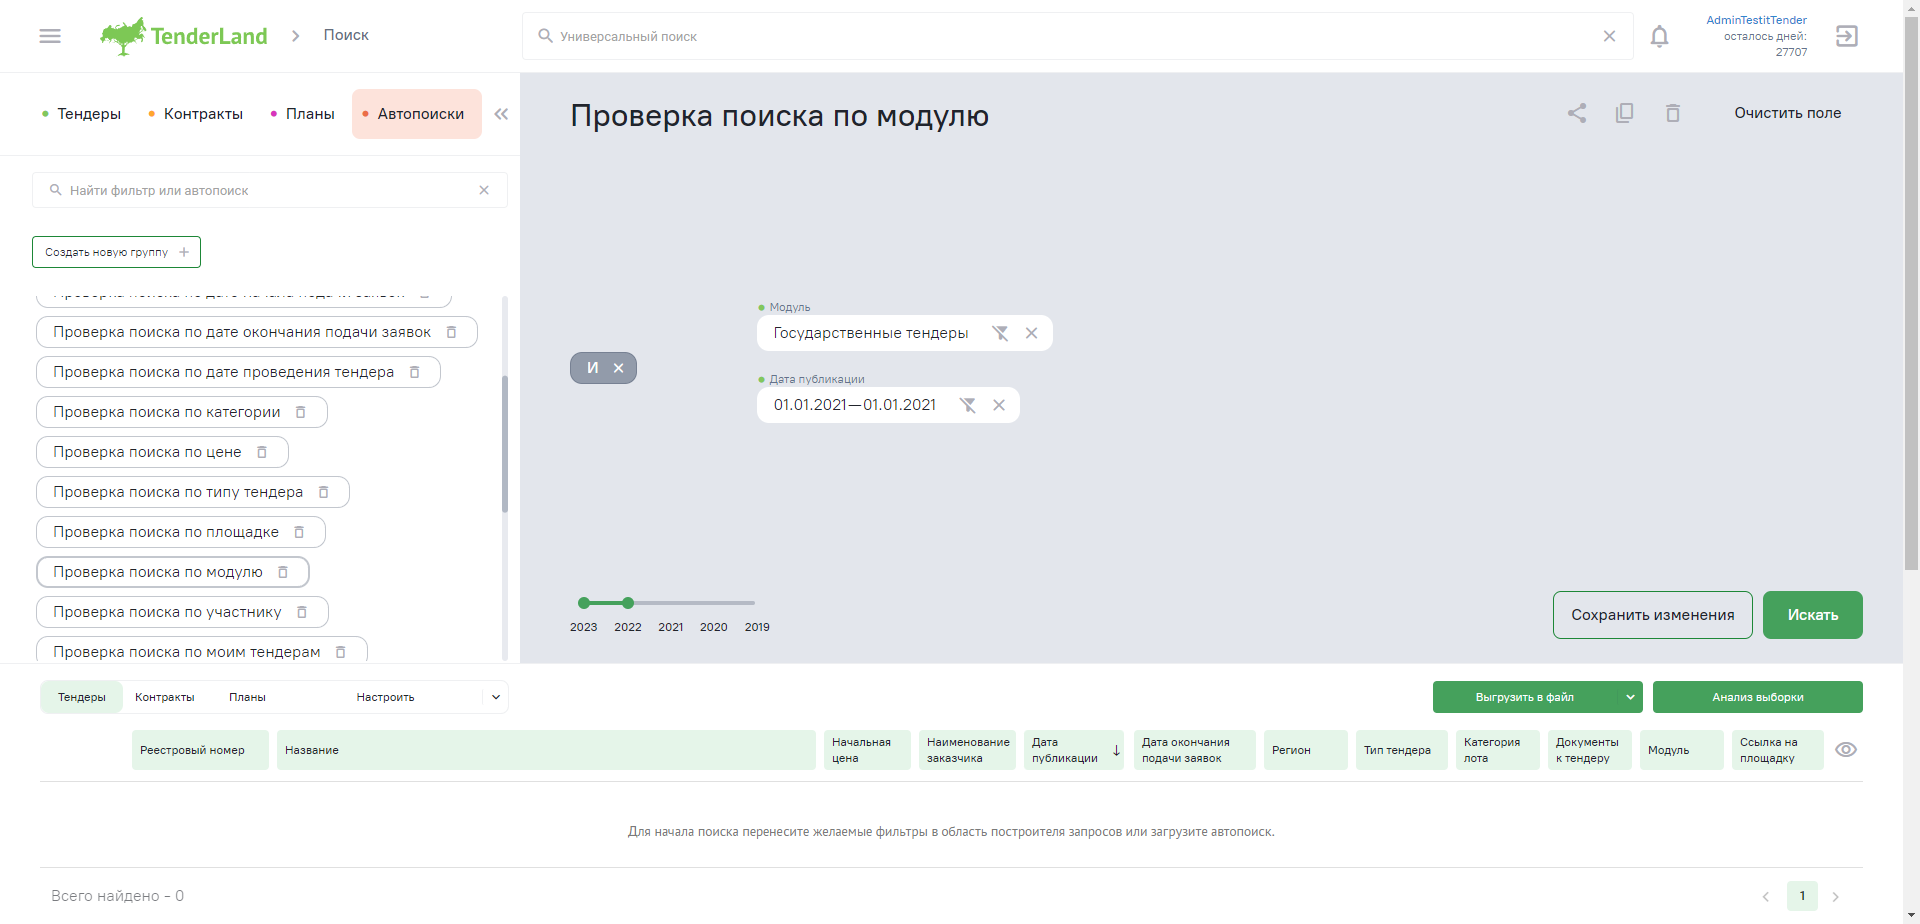 TenderLand
Поиск
Универсальный поиск
AdminTestitTender
осталось дней:
27707
Тендеры
Контракты
Планы
Автопоиски
Найти фильтр или автопоиск
Создать новую группу
Проверка поиска по дате начала подачи заявок
Проверка поиска по дате окончания подачи заявок
Проверка поиска по дате проведения тендера
Проверка поиска по категории
Проверка поиска по цене
Проверка поиска по типу тендера
Проверка поиска по площадке
Проверка поиска по модулю
Проверка поиска по участнику
Проверка поиска по моим тендерам
Проверка поиска по модулю
Очистить поле
Модуль
Государственные тендеры
И
Дата публикации
01.01.2021—01.01.2021
2023 2022 2021 2020 2019
Сохранить изменения
Искать
Тендеры
Контракты
Планы
Настроить
Выгрузить в файл
Анализ выборки
Реестровый номер
Название
Начальная
цена
Наименование
заказчика
Дата
публикации
Дата окончания
подачи заявок
Регион
Тип тендера
Категория
лота
Документы
к тендеру
Модуль
Ссылка на
площадку
Для начала поиска перенесите желаемые фильтры в область построителя запросов или загрузите автопоиск.
Всего найдено - 0
1